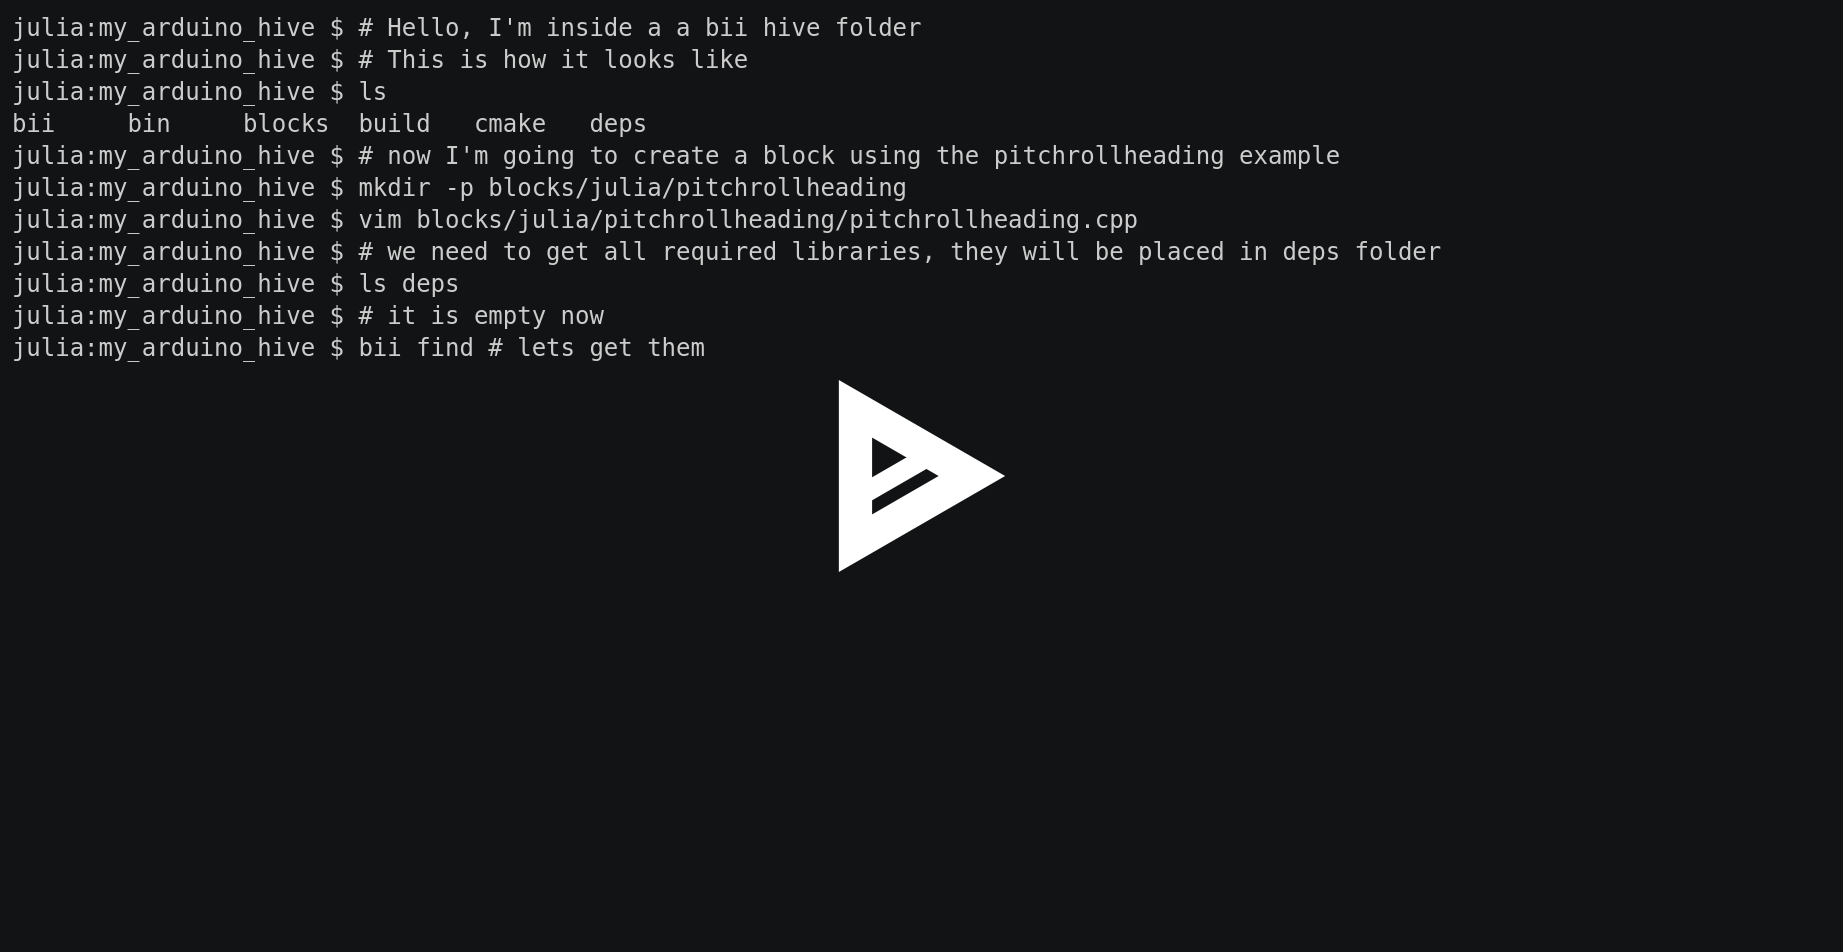 julia:my_arduino_hive $ # Hello, I'm inside a a bii hive folder
julia:my_arduino_hive $ # This is how it looks like
julia:my_arduino_hive $ ls
bii     bin     blocks  build   cmake   deps
julia:my_arduino_hive $ # now I'm going to create a block using the pitchrollheading example
julia:my_arduino_hive $ mkdir -p blocks/julia/pitchrollheading
julia:my_arduino_hive $ vim blocks/julia/pitchrollheading/pitchrollheading.cpp
julia:my_arduino_hive $ # we need to get all required libraries, they will be placed in deps folder
julia:my_arduino_hive $ ls deps
julia:my_arduino_hive $ # it is empty now
julia:my_arduino_hive $ bii find # lets get them